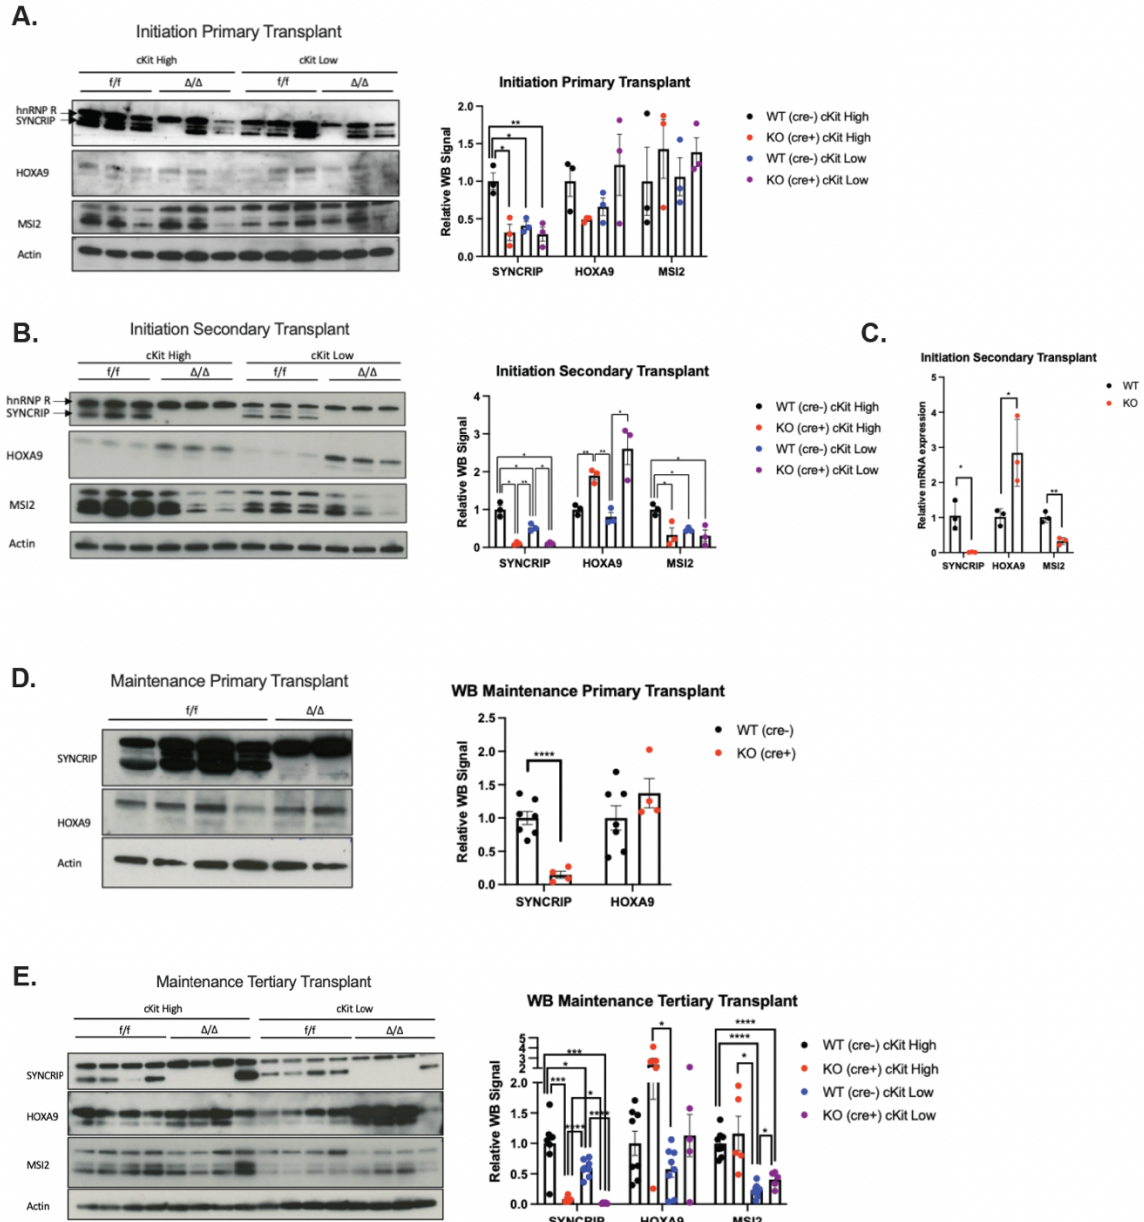 A.
Initiation Primary Transplant
cKit High
cKit Low
f/f
Δ/Δ
f/f
Δ/Δ
hnRNP R
SYNCRIP
HOXA9
MSI2
Actin
Initiation Primary Transplant
Relative WB Signal
2.0
1.5
1.0
0.5
0.0
**
*
*
SYNCRIP
HOXA9
MSI2
WT (cre-) cKit High
KO (cre+) cKit High
WT (cre-) cKit Low
KO (cre+) cKit Low
B.
Initiation Secondary Transplant
cKit High
cKit Low
f/f
Δ/Δ
f/f
Δ/Δ
hnRNP R
SYNCRIP
HOXA9
MSI2
Actin
Initiation Secondary Transplant
Relative WB Signal
4
3
2
1
0
*
*
*
*
**
**
**
*
*
*
*
SYNCRIP
HOXA9
MSI2
WT (cre-) cKit High
KO (cre+) cKit High
WT (cre-) cKit Low
KO (cre+) cKit Low
C.
Initiation Secondary Transplant
Relative mRNA expression
5
4
3
2
1
0
*
*
**
SYNCRIP
HOXA9
MSI2
WT
KO
D.
Maintenance Primary Transplant
f/f
Δ/Δ
SYNCRIP
HOXA9
Actin
WB Maintenance Primary Transplant
Relative WB Signal
2.5
2.0
1.5
1.0
0.5
0.0
****
SYNCRIP
HOXA9
WT (cre-)
KO (cre+)
E.
Maintenance Tertiary Transplant
cKit High
cKit Low
f/f
Δ/Δ
f/f
Δ/Δ
SYNCRIP
HOXA9
MSI2
Actin
WB Maintenance Tertiary Transplant
Relative WB Signal
5
4
3
2
2.0
1.5
1.0
0.5
0.0
***
*
***
*
****
****
*
****
****
*
*
SYNCRIP
HOXA9
MSI2
WT (cre-) cKit High
KO (cre+) cKit High
WT (cre-) cKit Low
KO (cre+) cKit Low